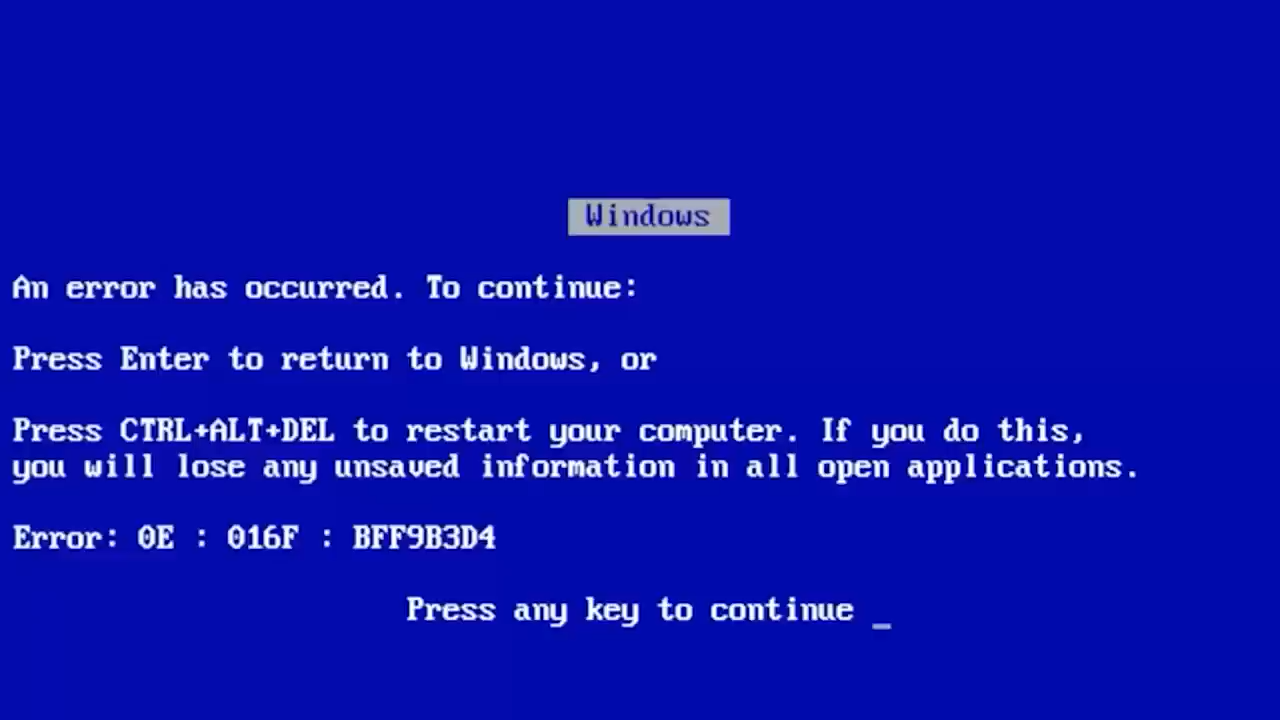 Windows
An error has occurred. To continue:
Press Enter to return to Windows, or
Press CTRL+ALT+DEL to restart your computer. If you do this,
you will lose any unsaved information in all open applications.
Error: 0E : 016F : BFF9B3D4
Press any key to continue _